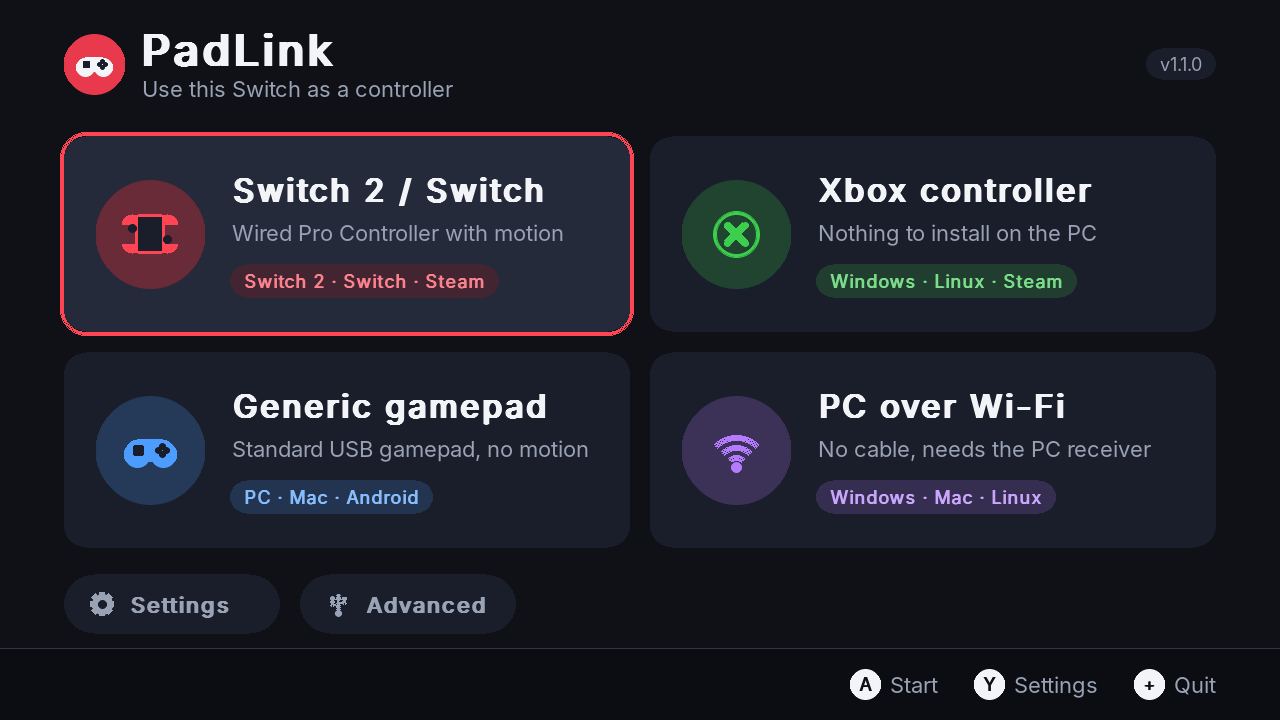 PadLink
Use this Switch as a controller
v1.1.0
Switch 2 / Switch
Wired Pro Controller with motion
Switch 2 · Switch · Steam
Xbox controller
Nothing to install on the PC
Windows · Linux · Steam
Generic gamepad
Standard USB gamepad, no motion
PC · Mac · Android
PC over Wi-Fi
No cable, needs the PC receiver
Windows · Mac · Linux
Settings
Advanced
A Start
Y Settings
+ Quit